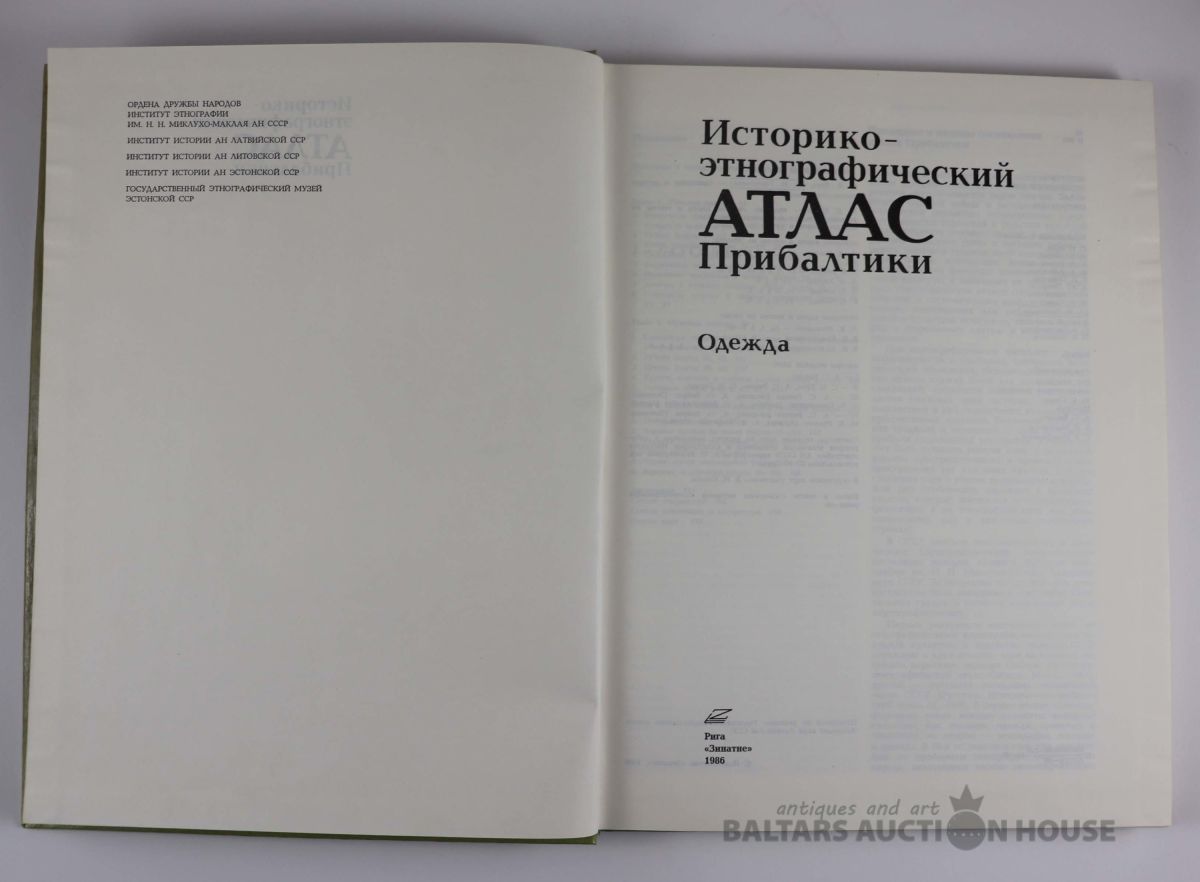 ОРДЕНА ДРУЖБЫ НАРОДОВ
ИНСТИТУТ ЭТНОГРАФИИ
ИМ. Н. Н. МИКЛУХО-МАКЛАЯ АН СССР
ИНСТИТУТ ИСТОРИИ АН ЛАТВИЙСКОЙ ССР
ИНСТИТУТ ИСТОРИИ АН ЛИТОВСКОЙ ССР
ИНСТИТУТ ИСТОРИИ АН ЭСТОНСКОЙ ССР
ГОСУДАРСТВЕННЫЙ ЭТНОГРАФИЧЕСКИЙ МУЗЕЙ
ЭСТОНСКОЙ ССР
Историко-
этнографический
АТЛАС
Прибалтики
Одежда
Рига
«Зинатне»
1986
antiques and art
BALTARS AUCTION HOUSE